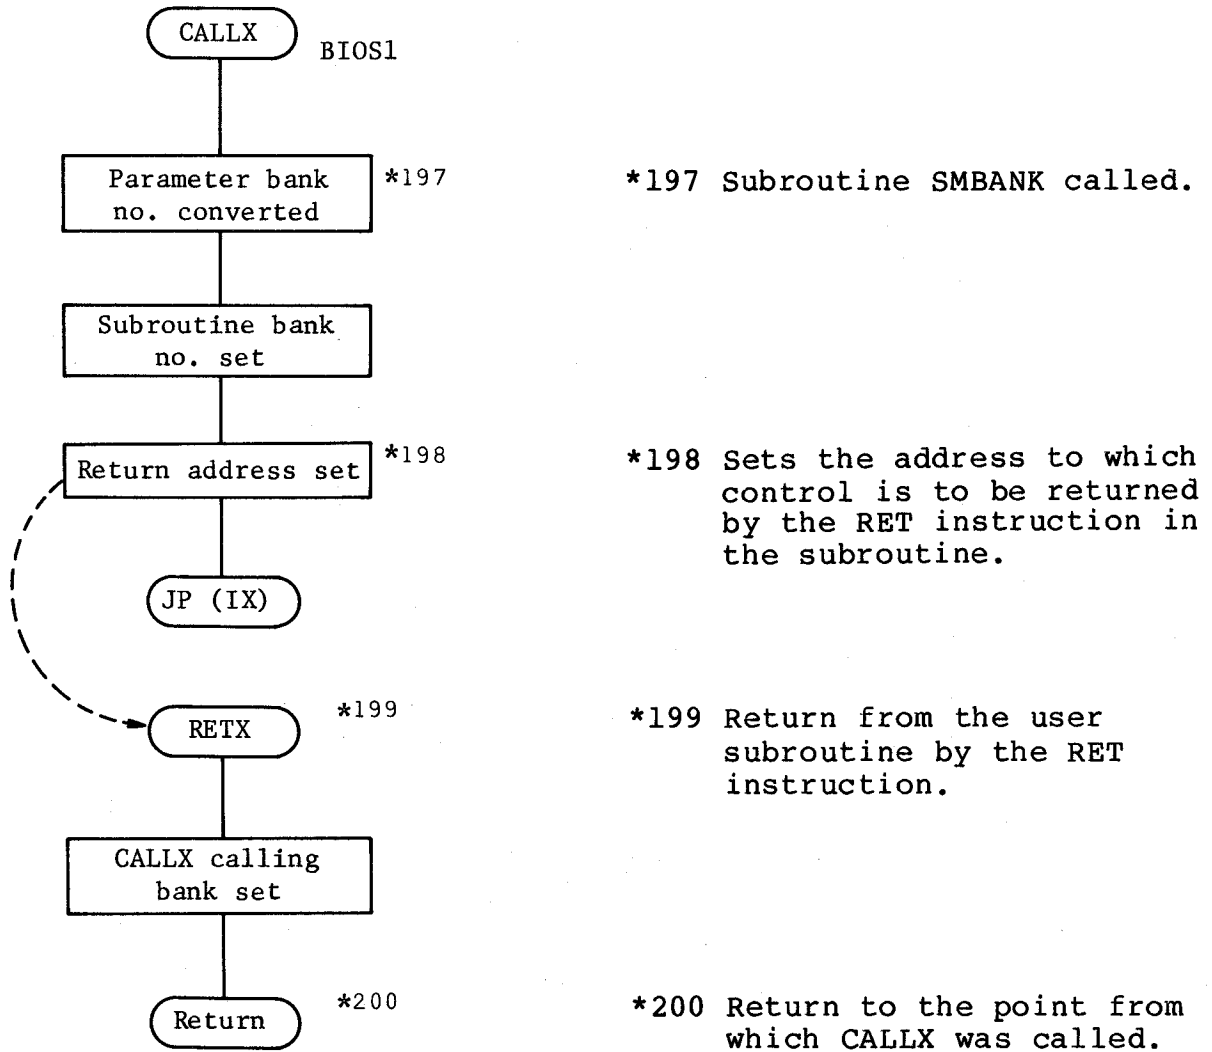 CALLX
BIOS1
Parameter bank
no. converted
*197
*197 Subroutine SMBANK called.
Subroutine bank
no. set
Return address set
*198
*198 Sets the address to which
control is to be returned
by the RET instruction in
the subroutine.
JP (IX)
RETX
*199
*199 Return from the user
subroutine by the RET
instruction.
CALLX calling
bank set
Return
*200
*200 Return to the point from
which CALLX was called.